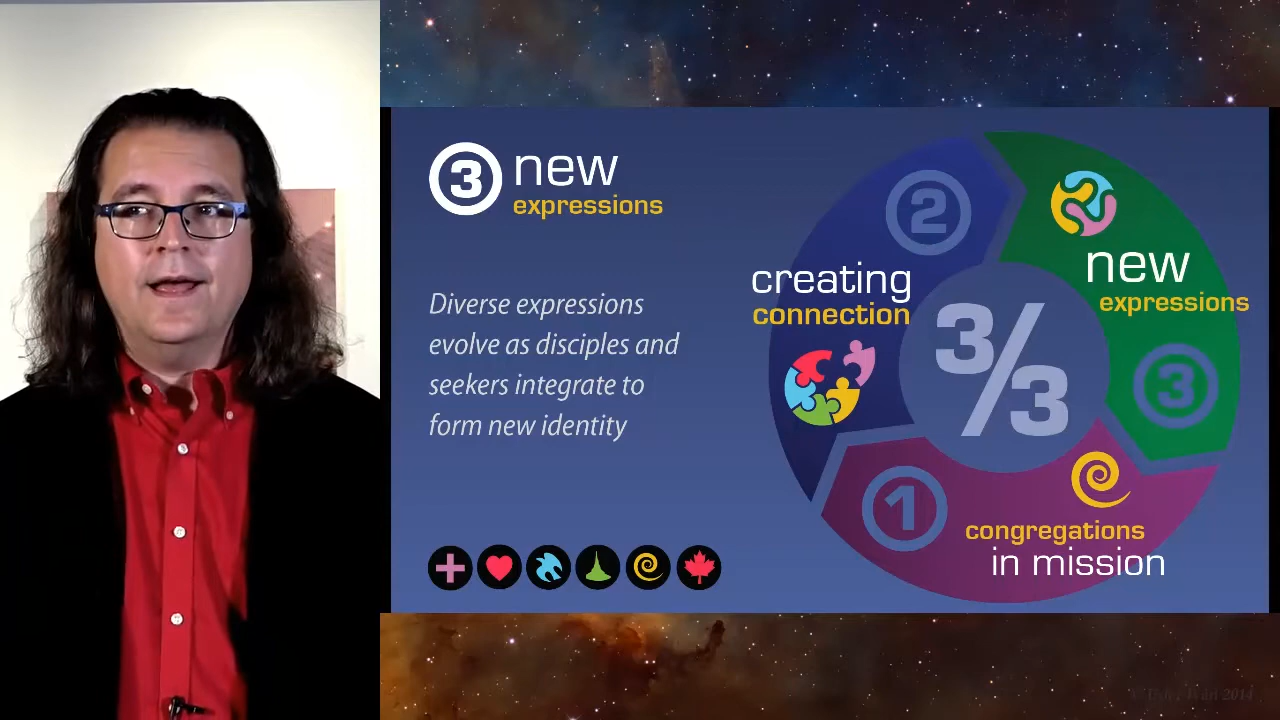 3 new
expressions
Diverse expressions
evolve as disciples and
seekers integrate to
form new identity
2
creating
connection
new
expressions
3/3
3
1
congregations
in mission
2014